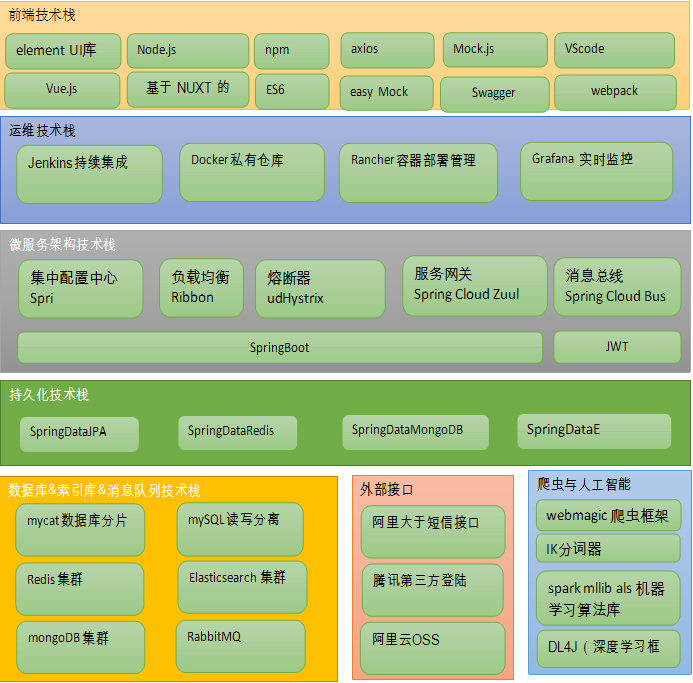 前端技术栈
element UI库
Node.js
npm
axios
Mock.js
VScode
Vue.js
基于 NUXT 的
ES6
easy Mock
Swagger
webpack
运维技术栈
Jenkins持续集成
Docker私有仓库
Rancher容器部署管理
Grafana 实时监控
微服务架构技术栈
集中配置中心
Spri
负载均衡
Ribbon
熔断器
udHystrix
服务网关
Spring Cloud Zuul
消息总线
Spring Cloud Bus
SpringBoot
JWT
持久化技术栈
SpringDataJPA
SpringDataRedis
SpringDataMongoDB
SpringDataE
数据库&索引库&消息队列技术栈
mycat数据库分片
mySQL读写分离
Redis集群
Elasticsearch 集群
mongoDB集群
RabbitMQ
外部接口
阿里大于短信接口
腾讯第三方登陆
阿里云OSS
爬虫与人工智能
webmagic 爬虫框架
IK分词器
spark mllib als 机器
学习算法库
DL4J（深度学习框